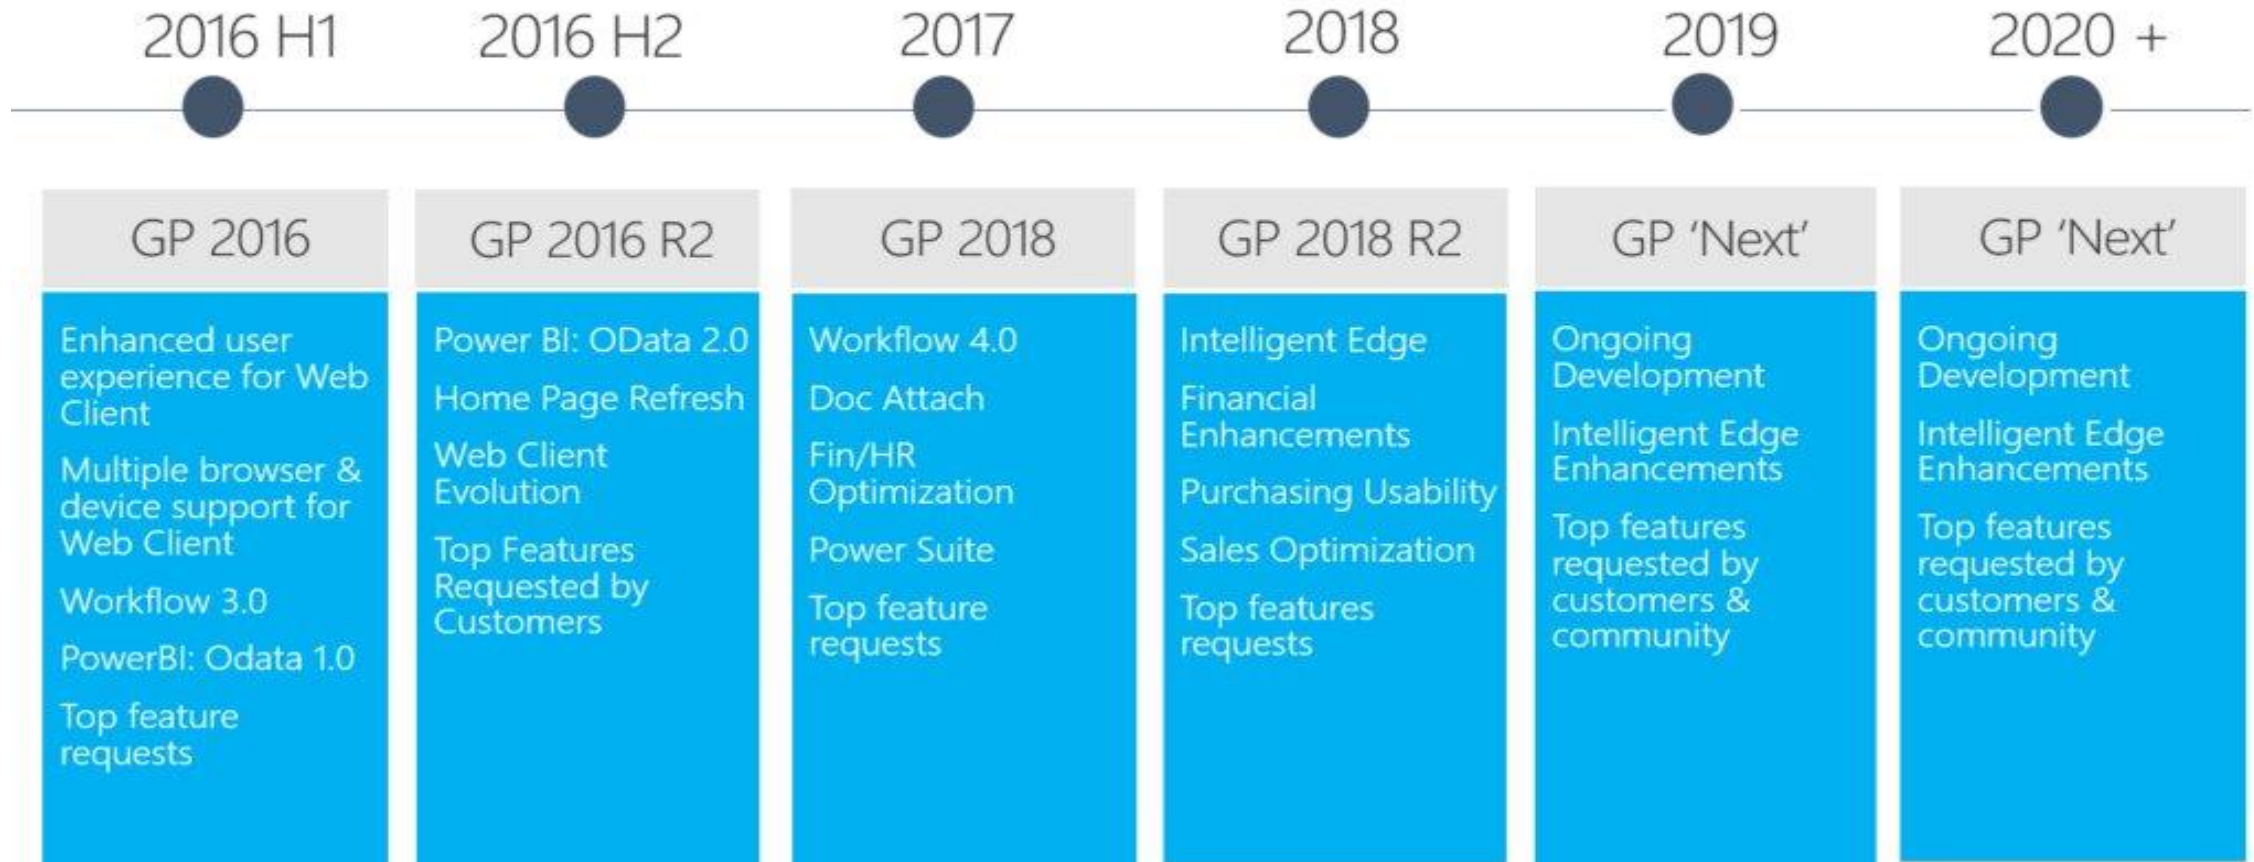 2016 H1
2016 H2
2017
2018
2019
2020 +
GP 2016
Enhanced user
experience for Web
Client
Multiple browser &
device support for
Web Client
Workflow 3.0
PowerBI: Odata 1.0
Top feature
requests
GP 2016 R2
Power BI: OData 2.0
Home Page Refresh
Web Client
Evolution
Top Features
Requested by
Customers
GP 2018
Workflow 4.0
Doc Attach
Fin/HR
Optimization
Power Suite
Top feature
requests
GP 2018 R2
Intelligent Edge
Financial
Enhancements
Purchasing Usability
Sales Optimization
Top features
requests
GP ‘Next’
Ongoing
Development
Intelligent Edge
Enhancements
Top features
requested by
customers &
community
GP ‘Next’
Ongoing
Development
Intelligent Edge
Enhancements
Top features
requested by
customers &
community